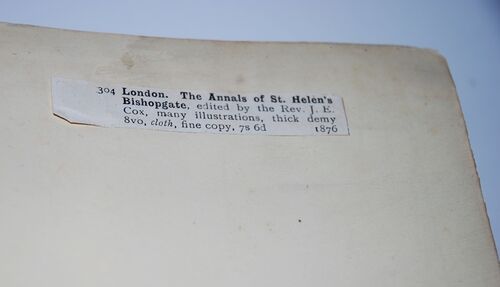 304 London. The Annals of St. Helen's
Bishopgate, edited by the Rev. J. E.
Cox, many illustrations, thick demy
8vo, cloth, fine copy, 7s 6d 1876